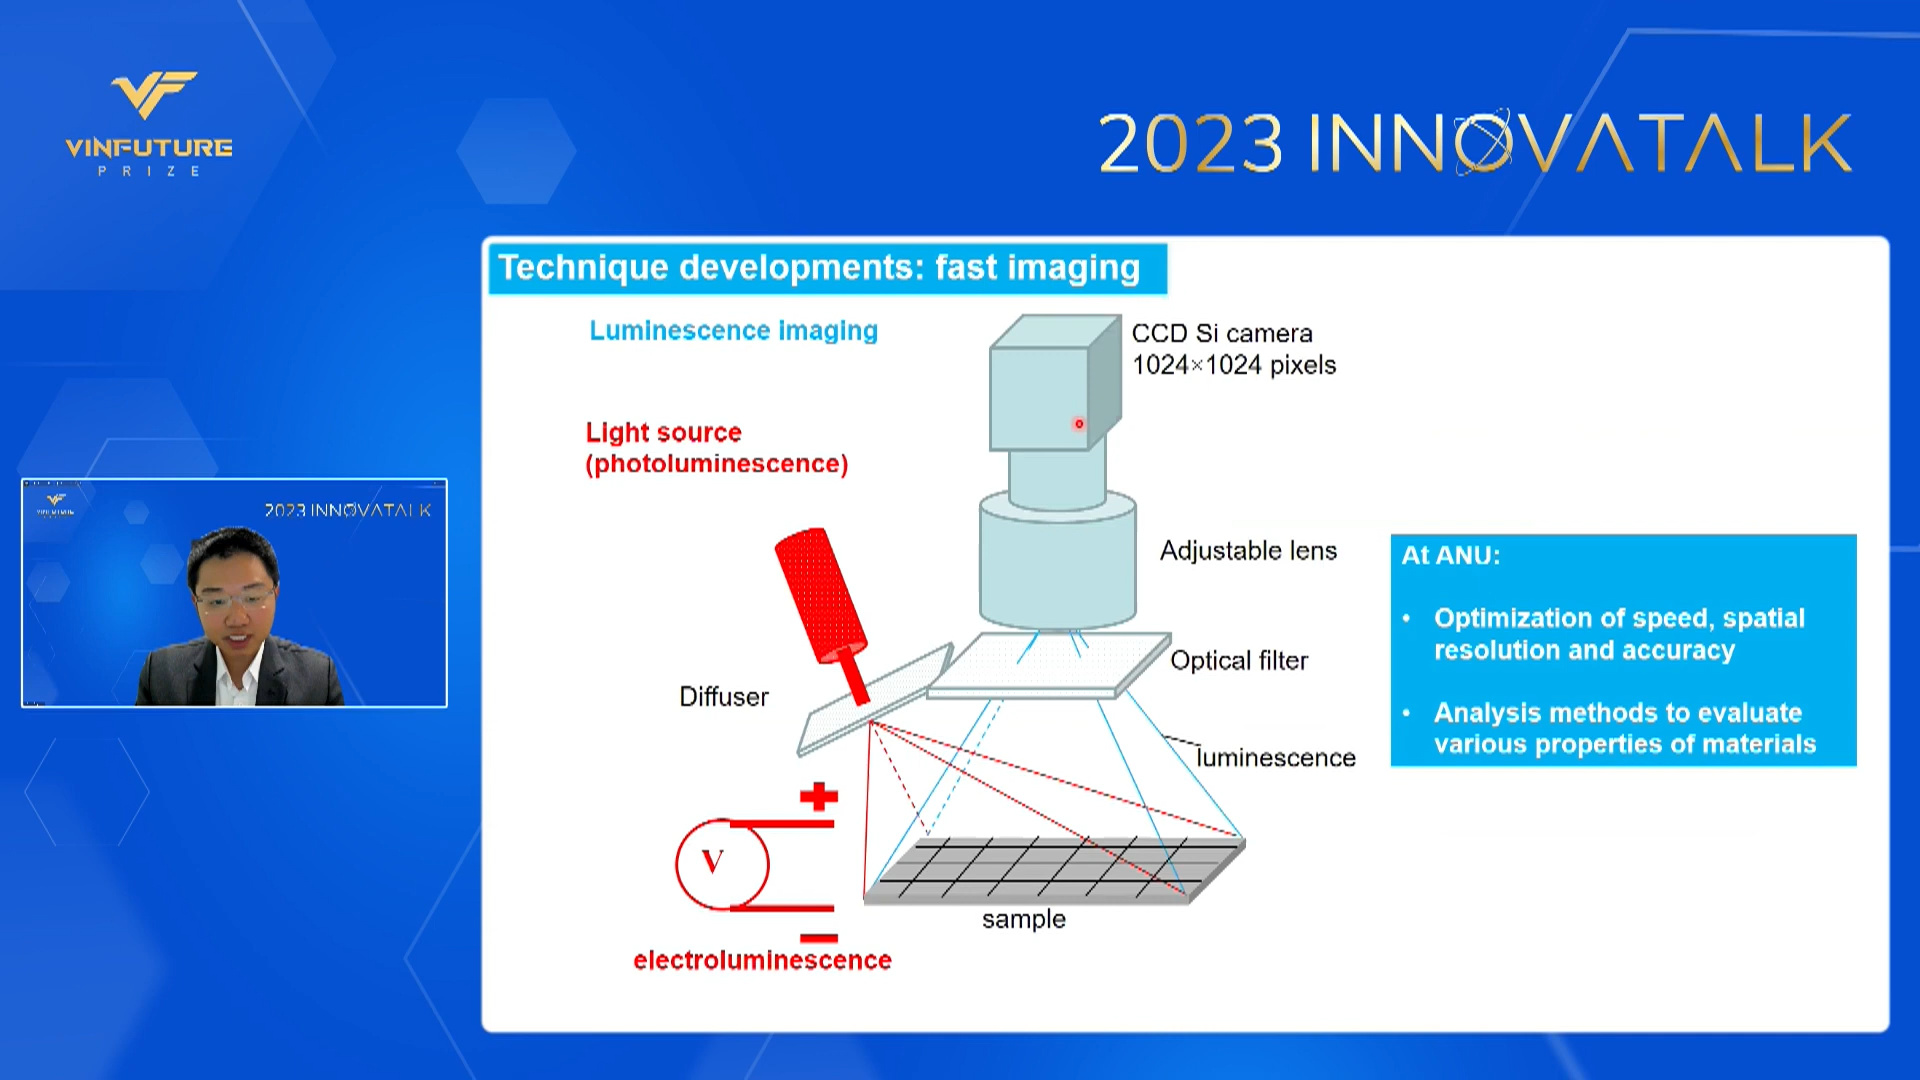 VINFUTURE
PRIZE
2023 INNOVATALK
Technique developments: fast imaging
Luminescence imaging
CCD Si camera
1024×1024 pixels
Light source
(photoluminescence)
Adjustable lens
At ANU:
• Optimization of speed, spatial
resolution and accuracy
• Analysis methods to evaluate
various properties of materials
Optical filter
Diffuser
luminescence
+
V
−
sample
electroluminescence
2023 INNOVATALK